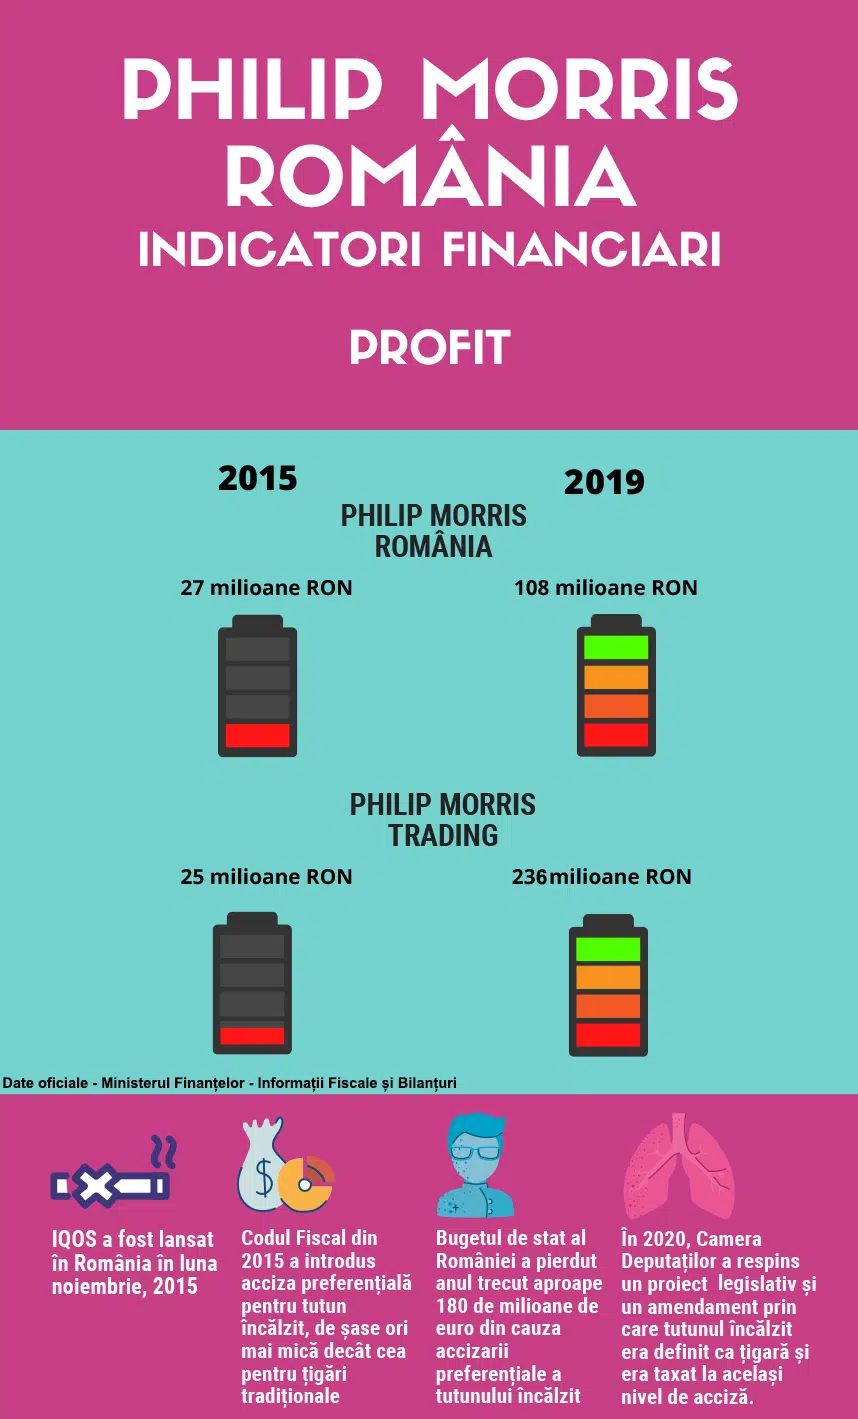 PHILIP MORRIS
ROMÂNIA
INDICATORI FINANCIARI
PROFIT
2015
2019
PHILIP MORRIS
ROMÂNIA
27 milioane RON
108 milioane RON
PHILIP MORRIS
TRADING
25 milioane RON
236milioane RON
Date oficiale - Ministerul Finanțelor - Informații Fiscale și Bilanțuri
$
IQOS a fost lansat
în România în luna
noiembrie, 2015
Codul Fiscal din
2015 a introdus
acciza preferențială
pentru tutun
încălzit, de șase ori
mai mică decât cea
pentru țigări
tradiționale
Bugetul de stat al
României a pierdut
anul trecut aproape
180 de milioane de
euro din cauza
accizarii
preferențiale a
tutunului încălzit
În 2020, Camera
Deputaților a respins
un proiect legislativ și
un amendament prin
care tutunul încălzit
era definit ca țigară și
era taxat la același
nivel de acciză.